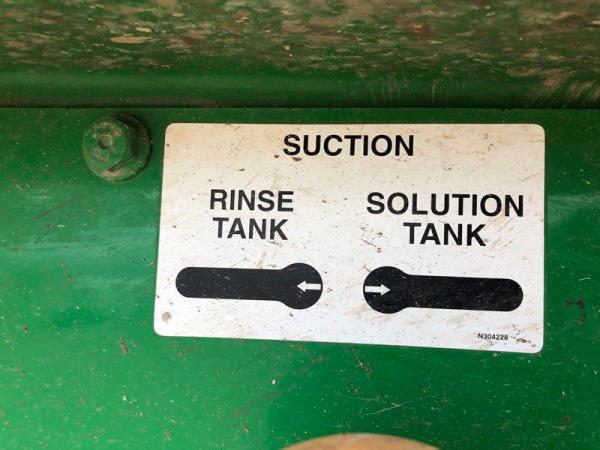 SUCTION
RINSE
TANK
SOLUTION
TANK
N304228